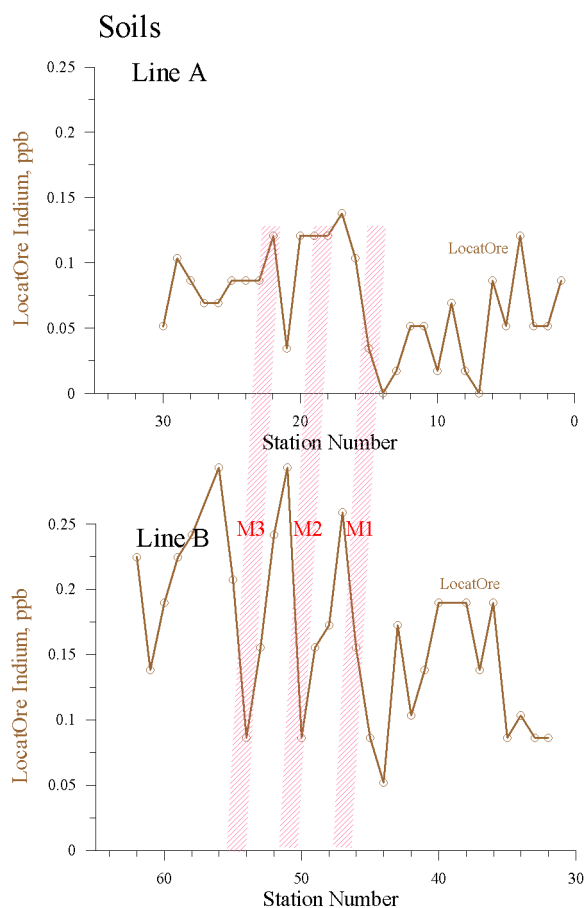 Soils
Line A
LocatOre Indium, ppb
0.25
0.2
0.15
0.1
0.05
0
LocatOre
30
20
10
0
Station Number
Line B
M3
M2
M1
LocatOre Indium, ppb
0.25
0.2
0.15
0.1
0.05
0
LocatOre
60
50
40
30
Station Number